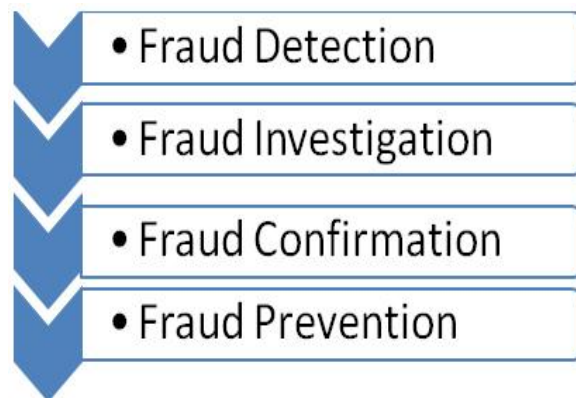 • Fraud Detection
• Fraud Investigation
• Fraud Confirmation
• Fraud Prevention